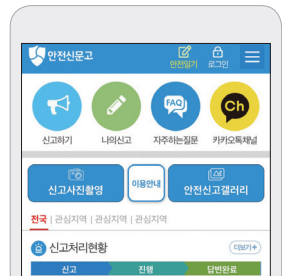 안전신문고
안전일기 로그인
FAQ Ch
신고하기 나의신고 자주하는질문 카카오톡채널
신고사진촬영 이용안내 안전신고갤러리
전국 | 관심지역 | 관심지역 | 관심지역
신고처리현황 더보기+
신고 진행 답변완료